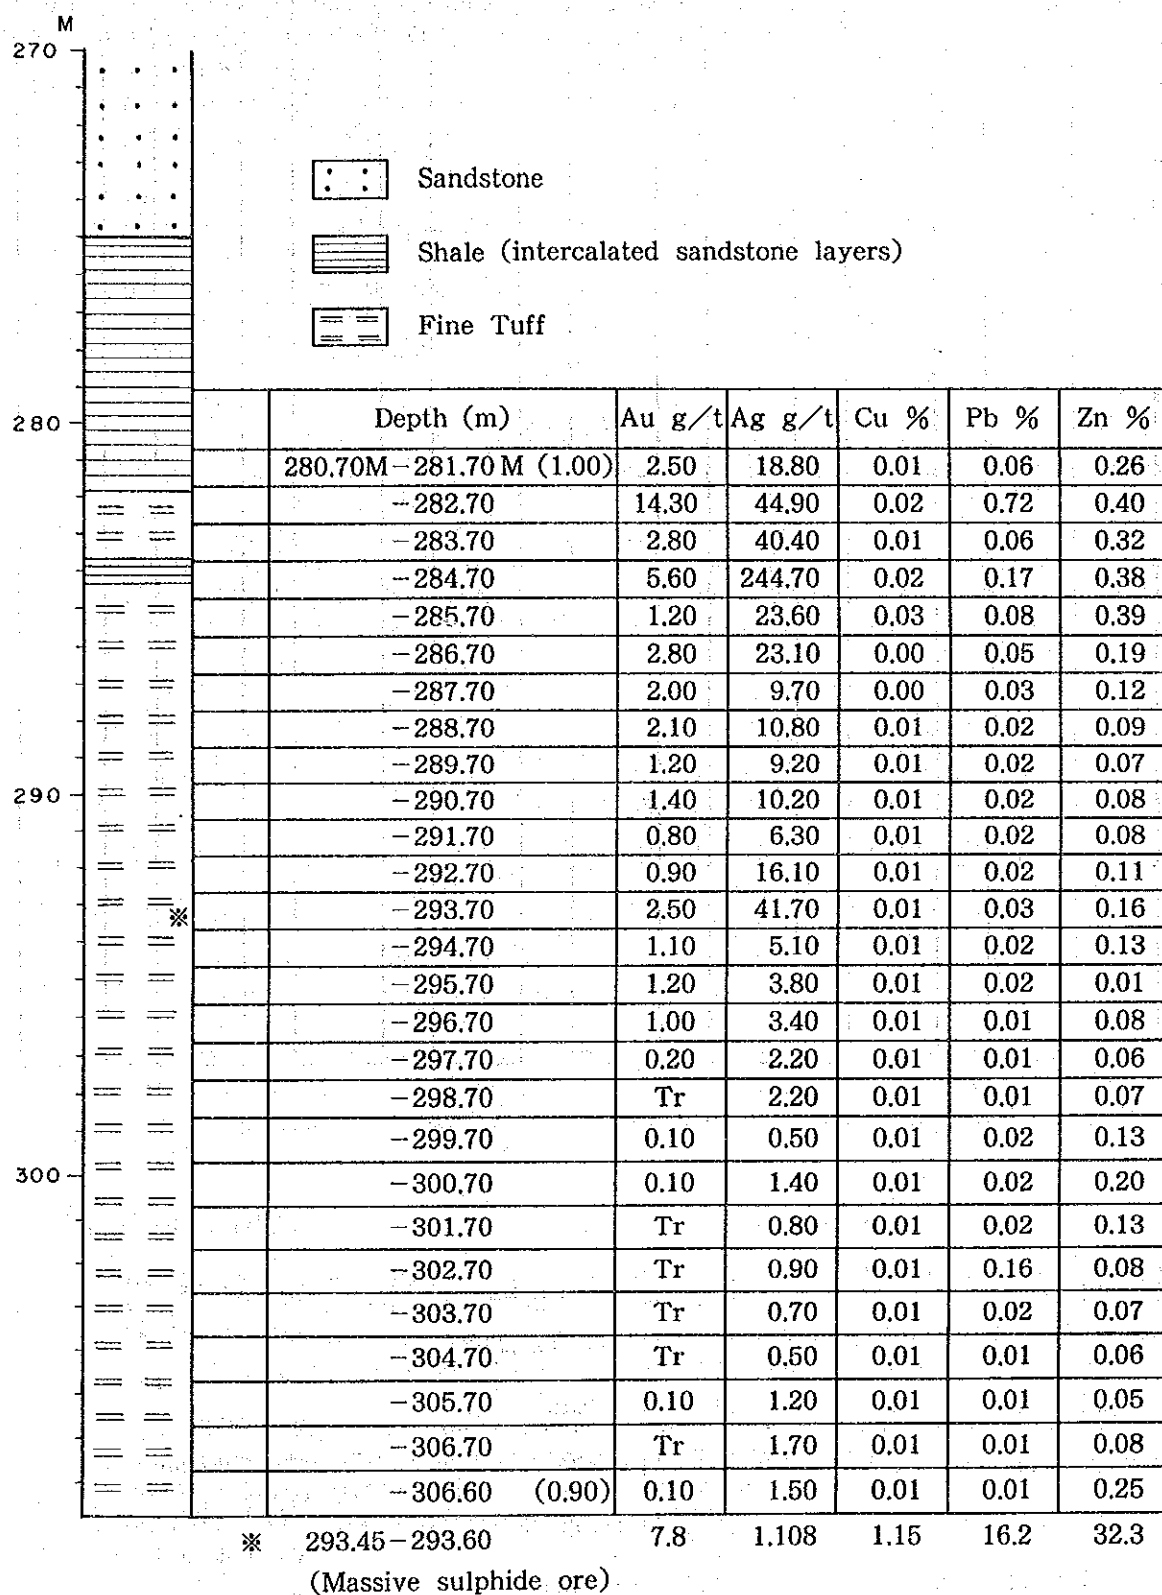 M
270
Sandstone
Shale (intercalated sandstone layers)
Fine Tuff
280
Depth (m) Au g/t Ag g/t Cu % Pb % Zn %
280.70M-281.70M (1.00) 2.50 18.80 0.01 0.06 0.26
-282.70 14.30 44.90 0.02 0.72 0.40
-283.70 2.80 40.40 0.01 0.06 0.32
-284.70 5.60 244.70 0.02 0.17 0.38
-285.70 1.20 23.60 0.03 0.08 0.39
-286.70 2.80 23.10 0.00 0.05 0.19
-287.70 2.00 9.70 0.00 0.03 0.12
-288.70 2.10 10.80 0.01 0.02 0.09
-289.70 1.20 9.20 0.01 0.02 0.07
290
-290.70 1.40 10.20 0.01 0.02 0.08
-291.70 0.80 6.30 0.01 0.02 0.08
-292.70 0.90 16.10 0.01 0.02 0.11
※
-293.70 2.50 41.70 0.01 0.03 0.16
-294.70 1.10 5.10 0.01 0.02 0.13
-295.70 1.20 3.80 0.01 0.02 0.01
-296.70 1.00 3.40 0.01 0.01 0.08
-297.70 0.20 2.20 0.01 0.01 0.06
-298.70 Tr 2.20 0.01 0.01 0.07
-299.70 0.10 0.50 0.01 0.02 0.13
300
-300.70 0.10 1.40 0.01 0.02 0.20
-301.70 Tr 0.80 0.01 0.02 0.13
-302.70 Tr 0.90 0.01 0.16 0.08
-303.70 Tr 0.70 0.01 0.02 0.07
-304.70 Tr 0.50 0.01 0.01 0.06
-305.70 0.10 1.20 0.01 0.01 0.05
-306.70 Tr 1.70 0.01 0.01 0.08
-306.60 (0.90) 0.10 1.50 0.01 0.01 0.25
※ 293.45-293.60 7.8 1.108 1.15 16.2 32.3
(Massive sulphide ore)